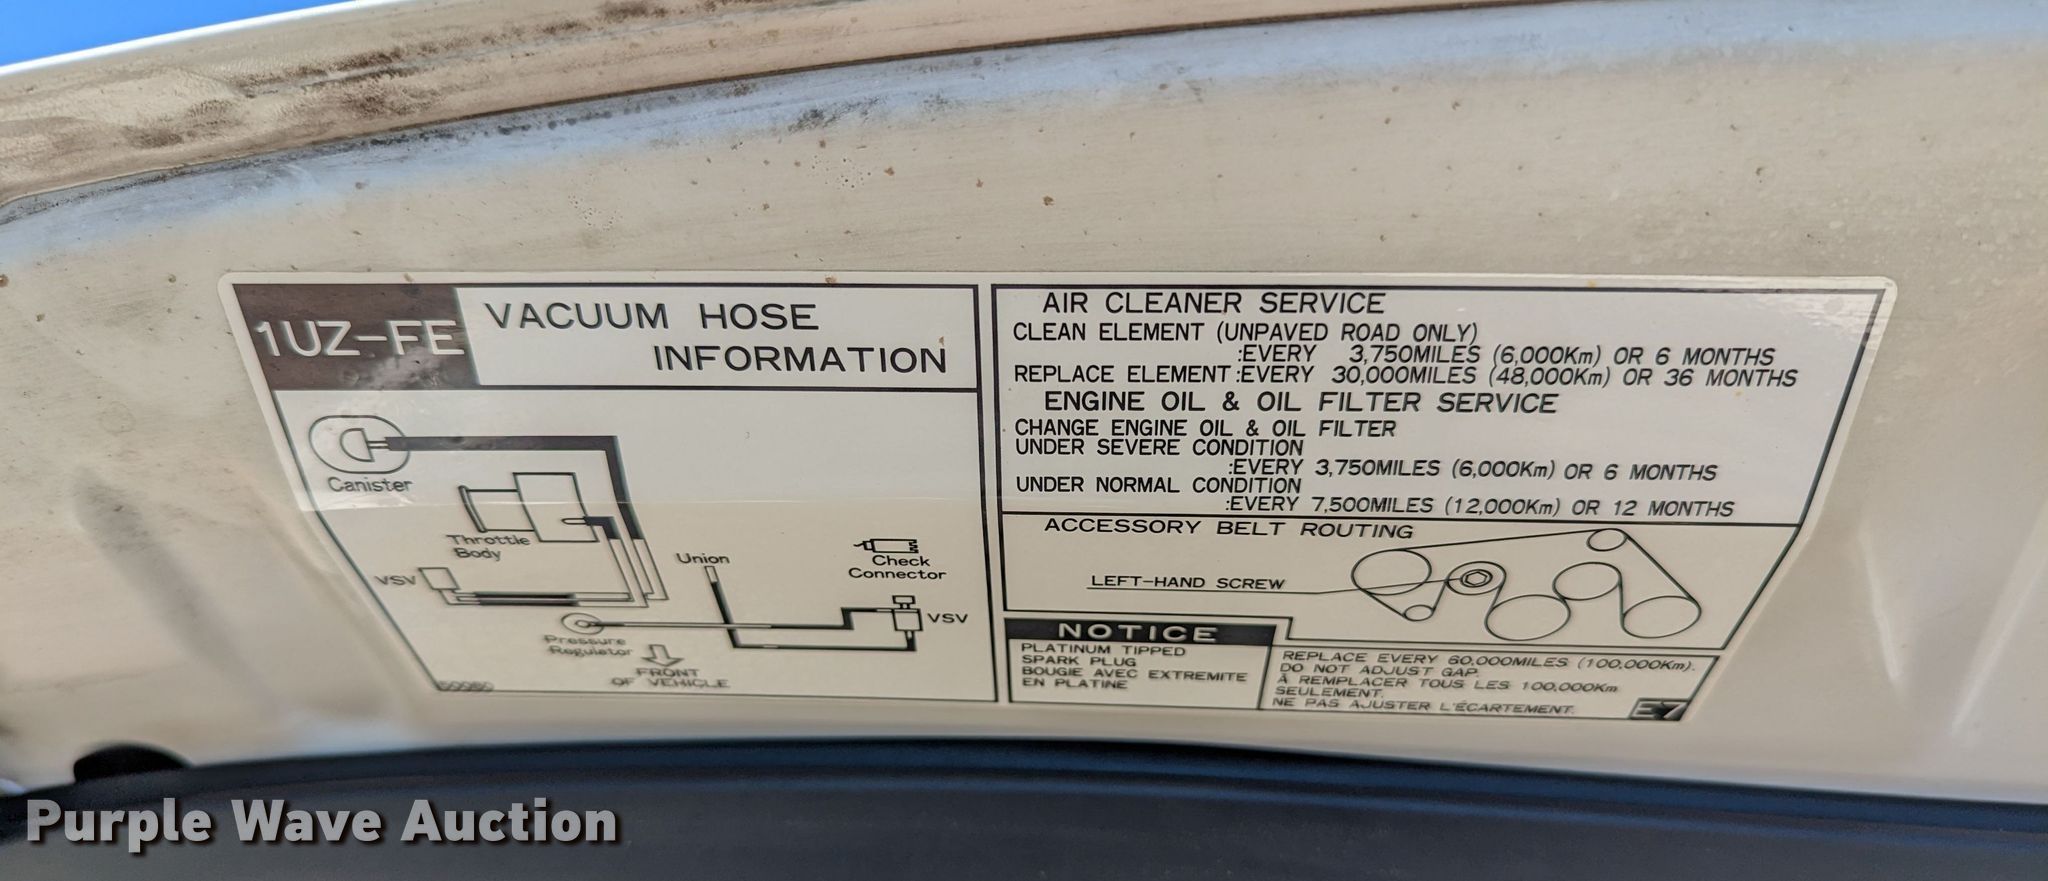 1UZ-FE
VACUUM HOSE
INFORMATION
Canister
Throttle
Body
VSV
Union
Check
Connector
VSV
Pressure
Regulator
FRONT
OF VEHICLE
AIR CLEANER SERVICE
CLEAN ELEMENT (UNPAVED ROAD ONLY)
:EVERY 3,750MILES (6,000Km) OR 6 MONTHS
REPLACE ELEMENT:EVERY 30,000MILES (48,000Km) OR 36 MONTHS
ENGINE OIL & OIL FILTER SERVICE
CHANGE ENGINE OIL & OIL FILTER
UNDER SEVERE CONDITION
:EVERY 3,750MILES (6,000Km) OR 6 MONTHS
UNDER NORMAL CONDITION
:EVERY 7,500MILES (12,000Km) OR 12 MONTHS
ACCESSORY BELT ROUTING
LEFT-HAND SCREW
NOTICE
PLATINUM TIPPED
SPARK PLUG
BOUGIE AVEC EXTREMITE
EN PLATINE
REPLACE EVERY 60,000MILES (100,000Km).
DO NOT ADJUST GAP.
À REMPLACER TOUS LES 100,000Km
SEULEMENT.
NE PAS AJUSTER L'ÉCARTEMENT.
E7
Purple Wave Auction